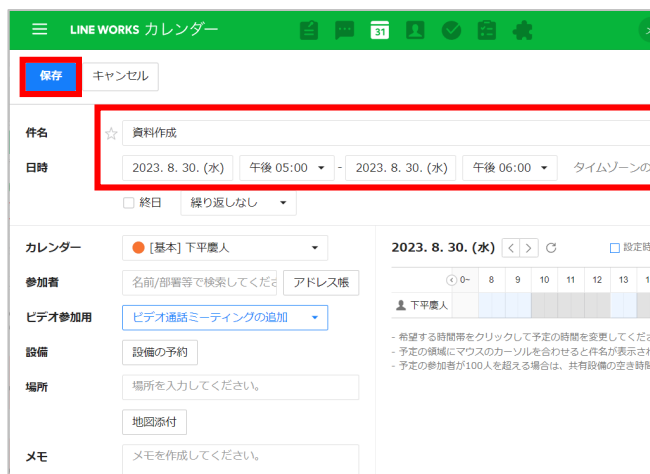 LINE WORKS カレンダー 31
保存 キャンセル
件名 資料作成
日時 2023. 8. 30. (水) 午後 05:00 - 2023. 8. 30. (水) 午後 06:00 タイムゾーンの
終日 繰り返しなし
カレンダー [基本] 下平慶人 2023. 8. 30. (水) < > 設定時
参加者 名前/部署等で検索してくださ アドレス帳 0- 8 9 10 11 12 13 1
下平慶人
ビデオ参加用 ビデオ通話ミーティングの追加
- 希望する時間帯をクリックして予定の時間を変更してくださ
設備 設備の予約 - 予定の領域にマウスのカーソルを合わせると件名が表示され
- 予定の参加者が100人を超える場合は、共有設備の空き時間
場所 場所を入力してください。
地図添付
メモ メモを作成してください。